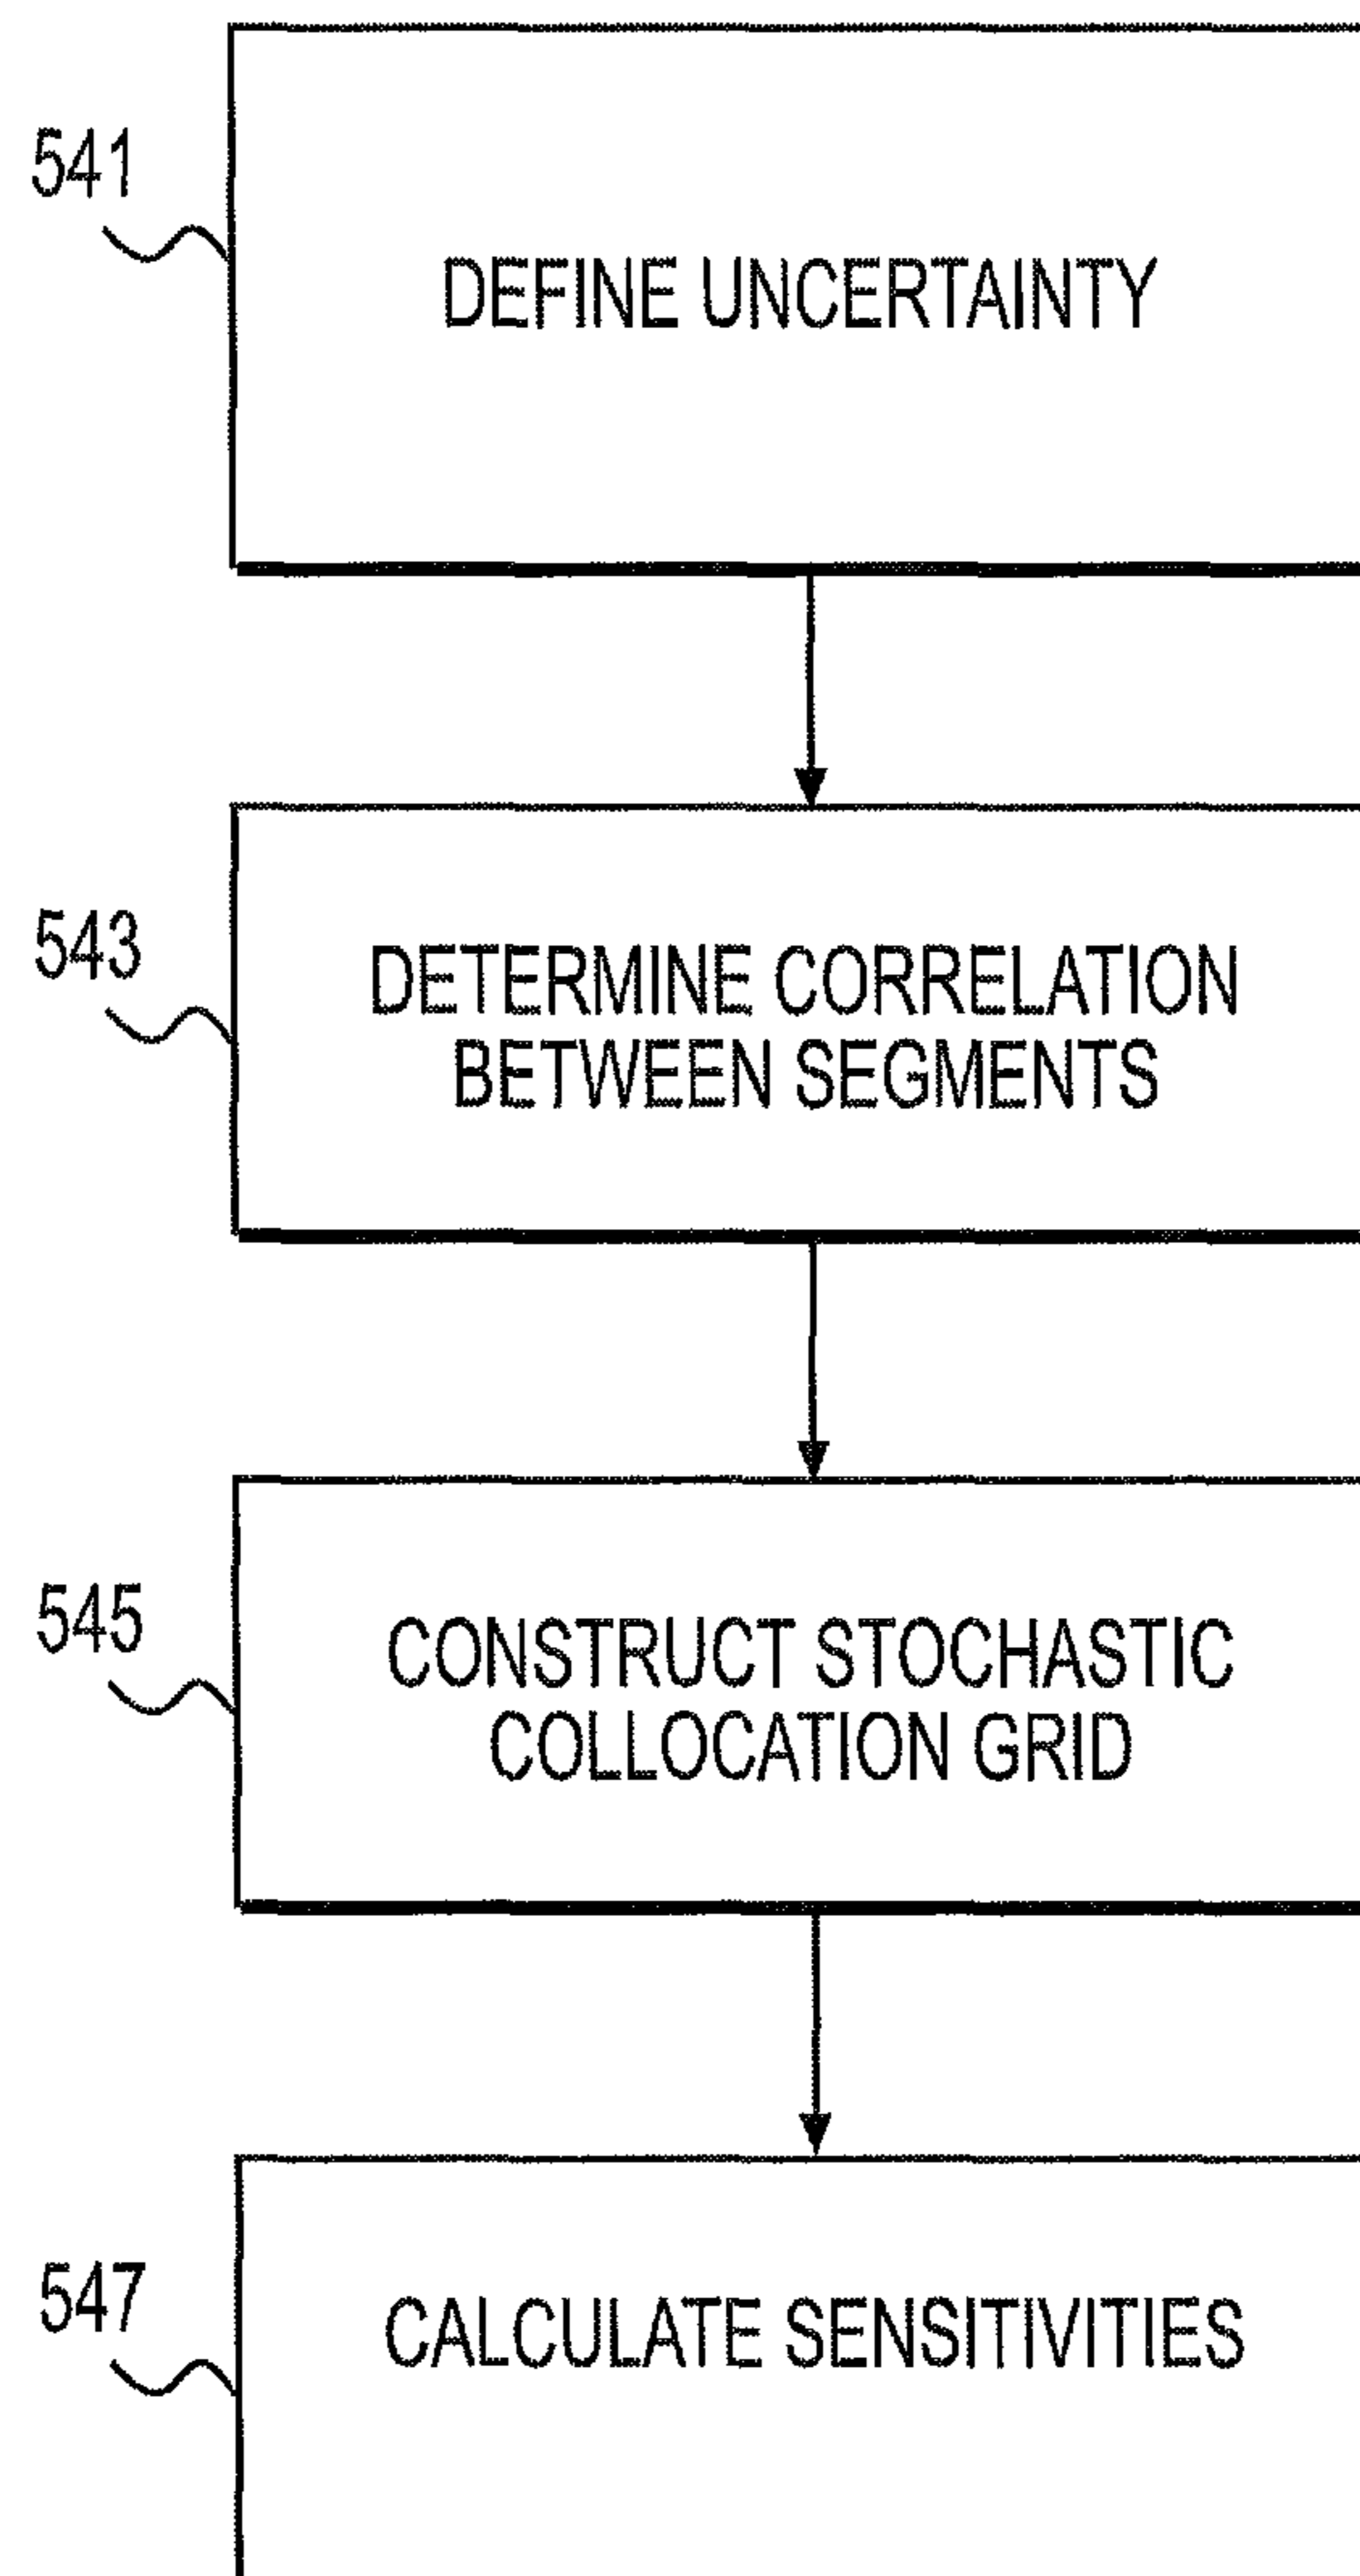 541
DEFINE UNCERTAINTY
543
DETERMINE CORRELATION
BETWEEN SEGMENTS
545
CONSTRUCT STOCHASTIC
COLLOCATION GRID
547
CALCULATE SENSITIVITIES